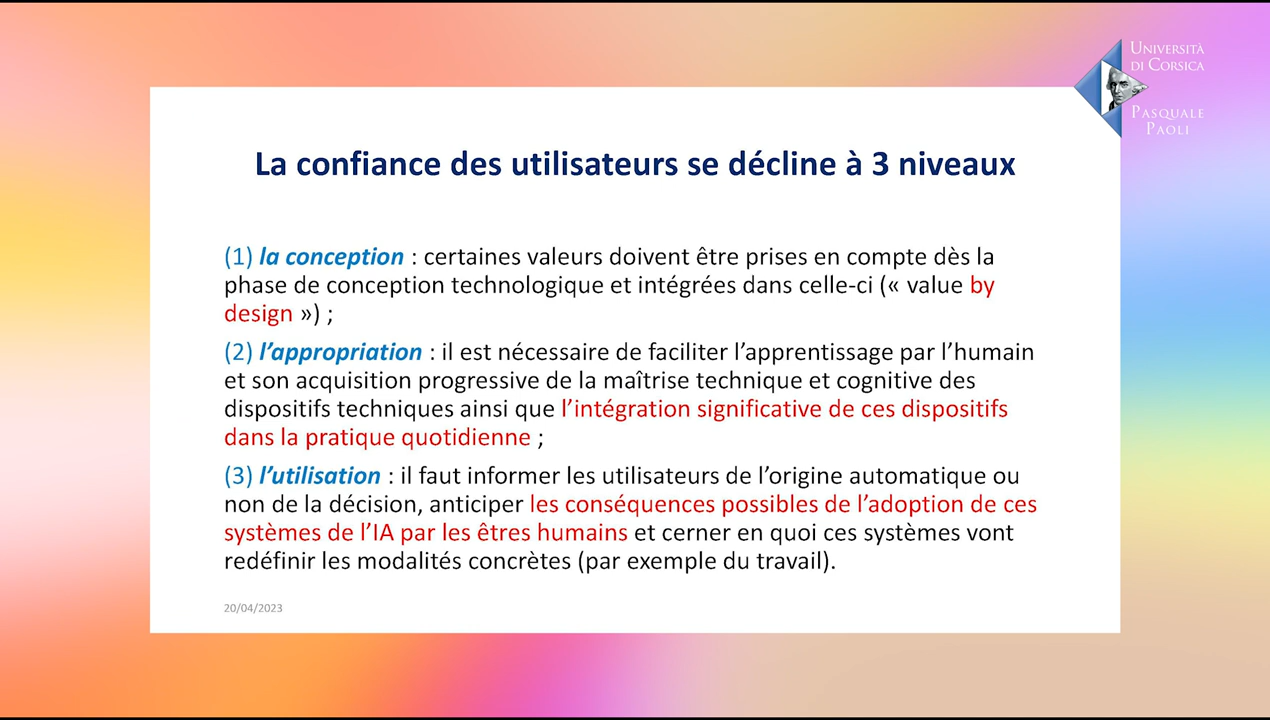 UNIVERSITÀ
DI CORSICA
PASQUALE
PAOLI
La confiance des utilisateurs se décline à 3 niveaux
(1) la conception : certaines valeurs doivent être prises en compte dès la
phase de conception technologique et intégrées dans celle-ci (« value by
design ») ;
(2) l’appropriation : il est nécessaire de faciliter l’apprentissage par l’humain
et son acquisition progressive de la maîtrise technique et cognitive des
dispositifs techniques ainsi que l’intégration significative de ces dispositifs
dans la pratique quotidienne ;
(3) l’utilisation : il faut informer les utilisateurs de l’origine automatique ou
non de la décision, anticiper les conséquences possibles de l’adoption de ces
systèmes de l’IA par les êtres humains et cerner en quoi ces systèmes vont
redéfinir les modalités concrètes (par exemple du travail).
20/04/2023